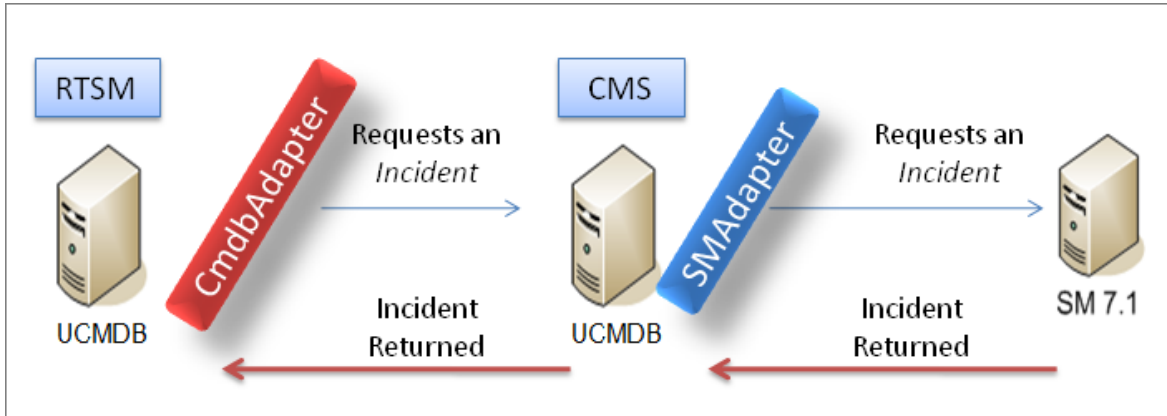 RTSM
CMS
CmdbAdapter
SMAdapter
Requests an
Incident
Requests an
Incident
UCMDB
UCMDB
SM 7.1
Incident
Returned
Incident
Returned